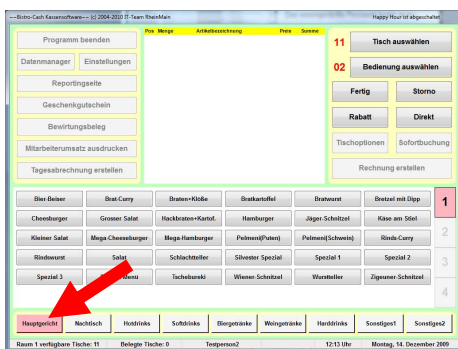 --Bistro-Cash Kassensoftware-- (c) 2004-2010 IT-Team RheinMain
Happy Hour ist abgeschaltet
Pos Menge Artikelbezeichnung Preis Summe
Programm beenden
11 Tisch auswählen
Datenmanager Einstellungen
02 Bedienung auswählen
Reportingseite
Fertig Storno
Geschenkgutschein
Rabatt Direkt
Bewirtungsbeleg
Mitarbeiterumsatz ausdrucken
Tischoptionen Sofortbuchung
Tagesabrechnung erstellen
Rechnung erstellen
Bier-Beiser Brat-Curry Braten+Klöße Bratkartoffel Bratwurst Bretzel mit Dipp 1
Cheesburger Grosser Salat Hackbraten+Kartof. Hamburger Jäger-Schnitzel Käse am Stiel
Kleiner Salat Mega-Cheeseburger Mega-Hamburger Pelmeni(Puten) Pelmeni(Schwein) Rinds-Curry 2
Rindswurst Salat Schlachtteller Silvester Spezial Spezial 1 Spezial 2 3
Spezial 3 Menu Tscheburekі Wiener-Schnitzel Wurstteller Zigeuner-Schnitzel
4
Hauptgericht Nachtisch Hotdrinks Softdrinks Biergetränke Weingetränke Harddrinks Sonstiges1 Sonstiges2
Raum 1 verfügbare Tische: 11 Belegte Tische: 0 Testperson2 12:13 Uhr Montag, 14. Dezember 2009